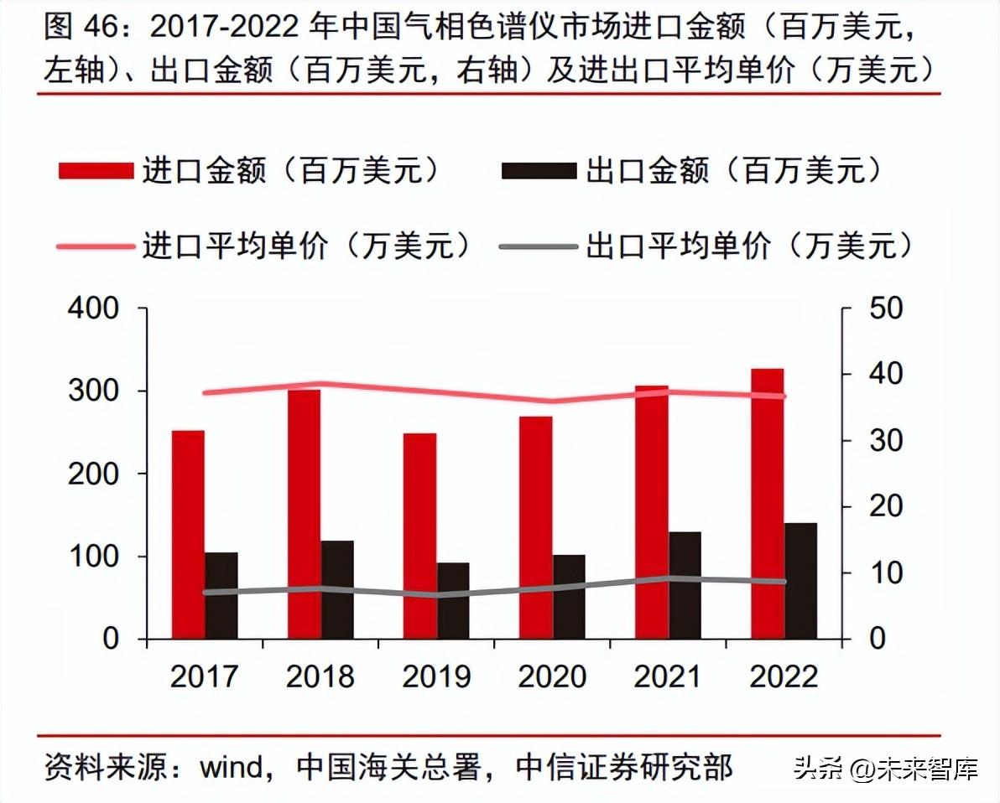 图 46：2017-2022 年中国气相色谱仪市场进口金额（百万美元，
左轴）、出口金额（百万美元，右轴）及进出口平均单价（万美元）
进口金额（百万美元） 出口金额（百万美元）
进口平均单价（万美元） 出口平均单价（万美元）
400 50
300 40
200 30
100 20
0 10
0
2017 2018 2019 2020 2021 2022
资料来源：wind，中国海关总署，中信证券研究部
头条 @未来智库